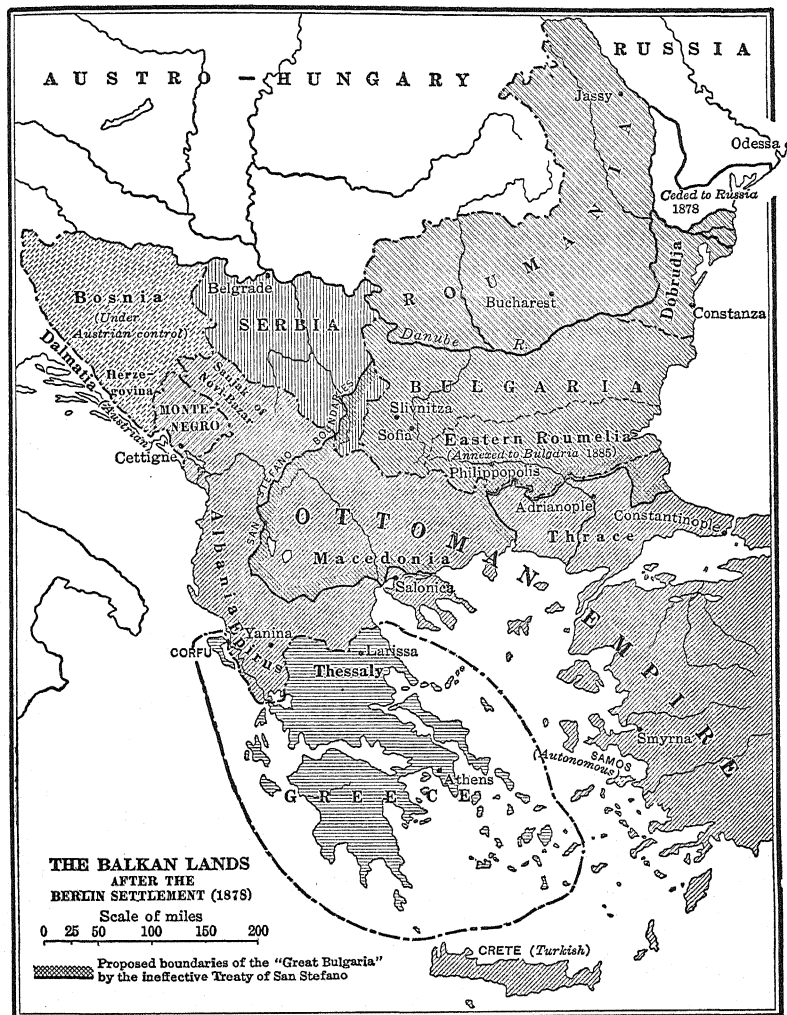 AUSTRO-HUNGARY
RUSSIA
Jassy
Odessa
Ceded to Russia
1878
ROUMANIA
Dobrudja
Belgrade
Bosnia
(Under
Austrian control)
SERBIA
Bucharest
Constanza
Danube R.
Dalmatia
(Austrian)
Herze-
govina
Sanjak of
Novi-Bazar
MONTE-
NEGRO
BULGARIA
Slivnitza
Sofia
Eastern Roumelia
(Annexed to Bulgaria 1885)
Cettigne
SAN STEFANO BOUNDARY
Philippopolis
Adrianople
Constantinople
OTTOMAN EMPIRE
Thrace
Albania
Macedonia
Salonica
Yanina
CORFU
Epirus
Larissa
Thessaly
Smyrna
SAMOS
(Autonomous)
Athens
GREECE
THE BALKAN LANDS
AFTER THE
BERLIN SETTLEMENT (1878)
Scale of miles
0 25 50 100 150 200
CRETE (Turkish)
Proposed boundaries of the "Great Bulgaria"
by the ineffective Treaty of San Stefano